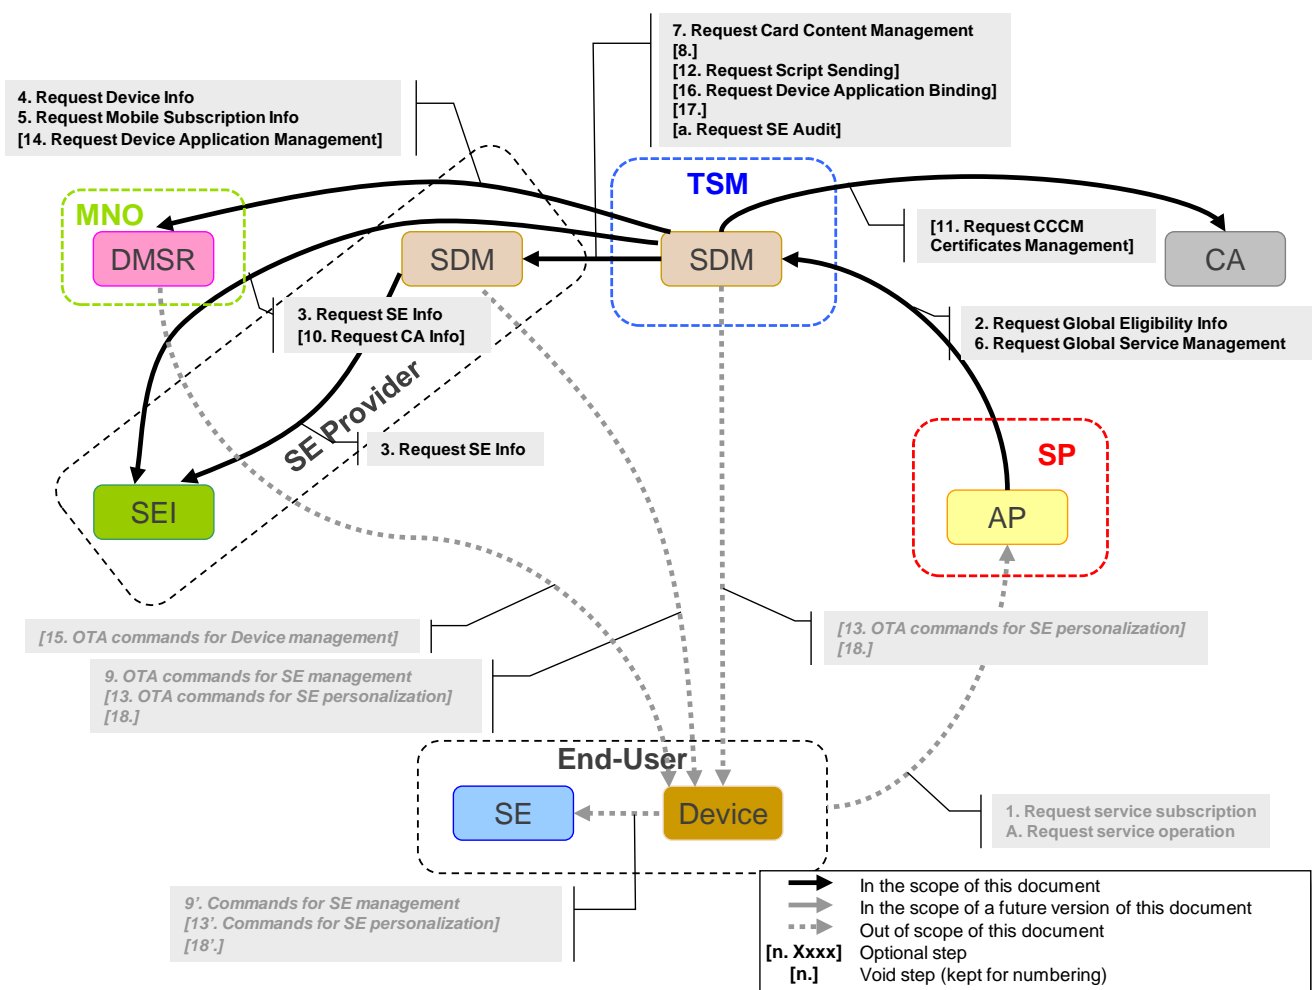 7. Request Card Content Management
[8.]
[12. Request Script Sending]
[16. Request Device Application Binding]
[17.]
[a. Request SE Audit]
4. Request Device Info
5. Request Mobile Subscription Info
[14. Request Device Application Management]
TSM
MNO
DMSR
SDM
SDM
CA
[11. Request CCCM
Certificates Management]
3. Request SE Info
[10. Request CA Info]
2. Request Global Eligibility Info
6. Request Global Service Management
SE Provider
3. Request SE Info
SP
SEI
AP
[15. OTA commands for Device management]
[13. OTA commands for SE personalization]
[18.]
9. OTA commands for SE management
[13. OTA commands for SE personalization]
[18.]
End-User
SE
Device
1. Request service subscription
A. Request service operation
9’. Commands for SE management
[13’. Commands for SE personalization]
[18’.]
In the scope of this document
In the scope of a future version of this document
Out of scope of this document
[n. Xxxx] Optional step
[n.] Void step (kept for numbering)